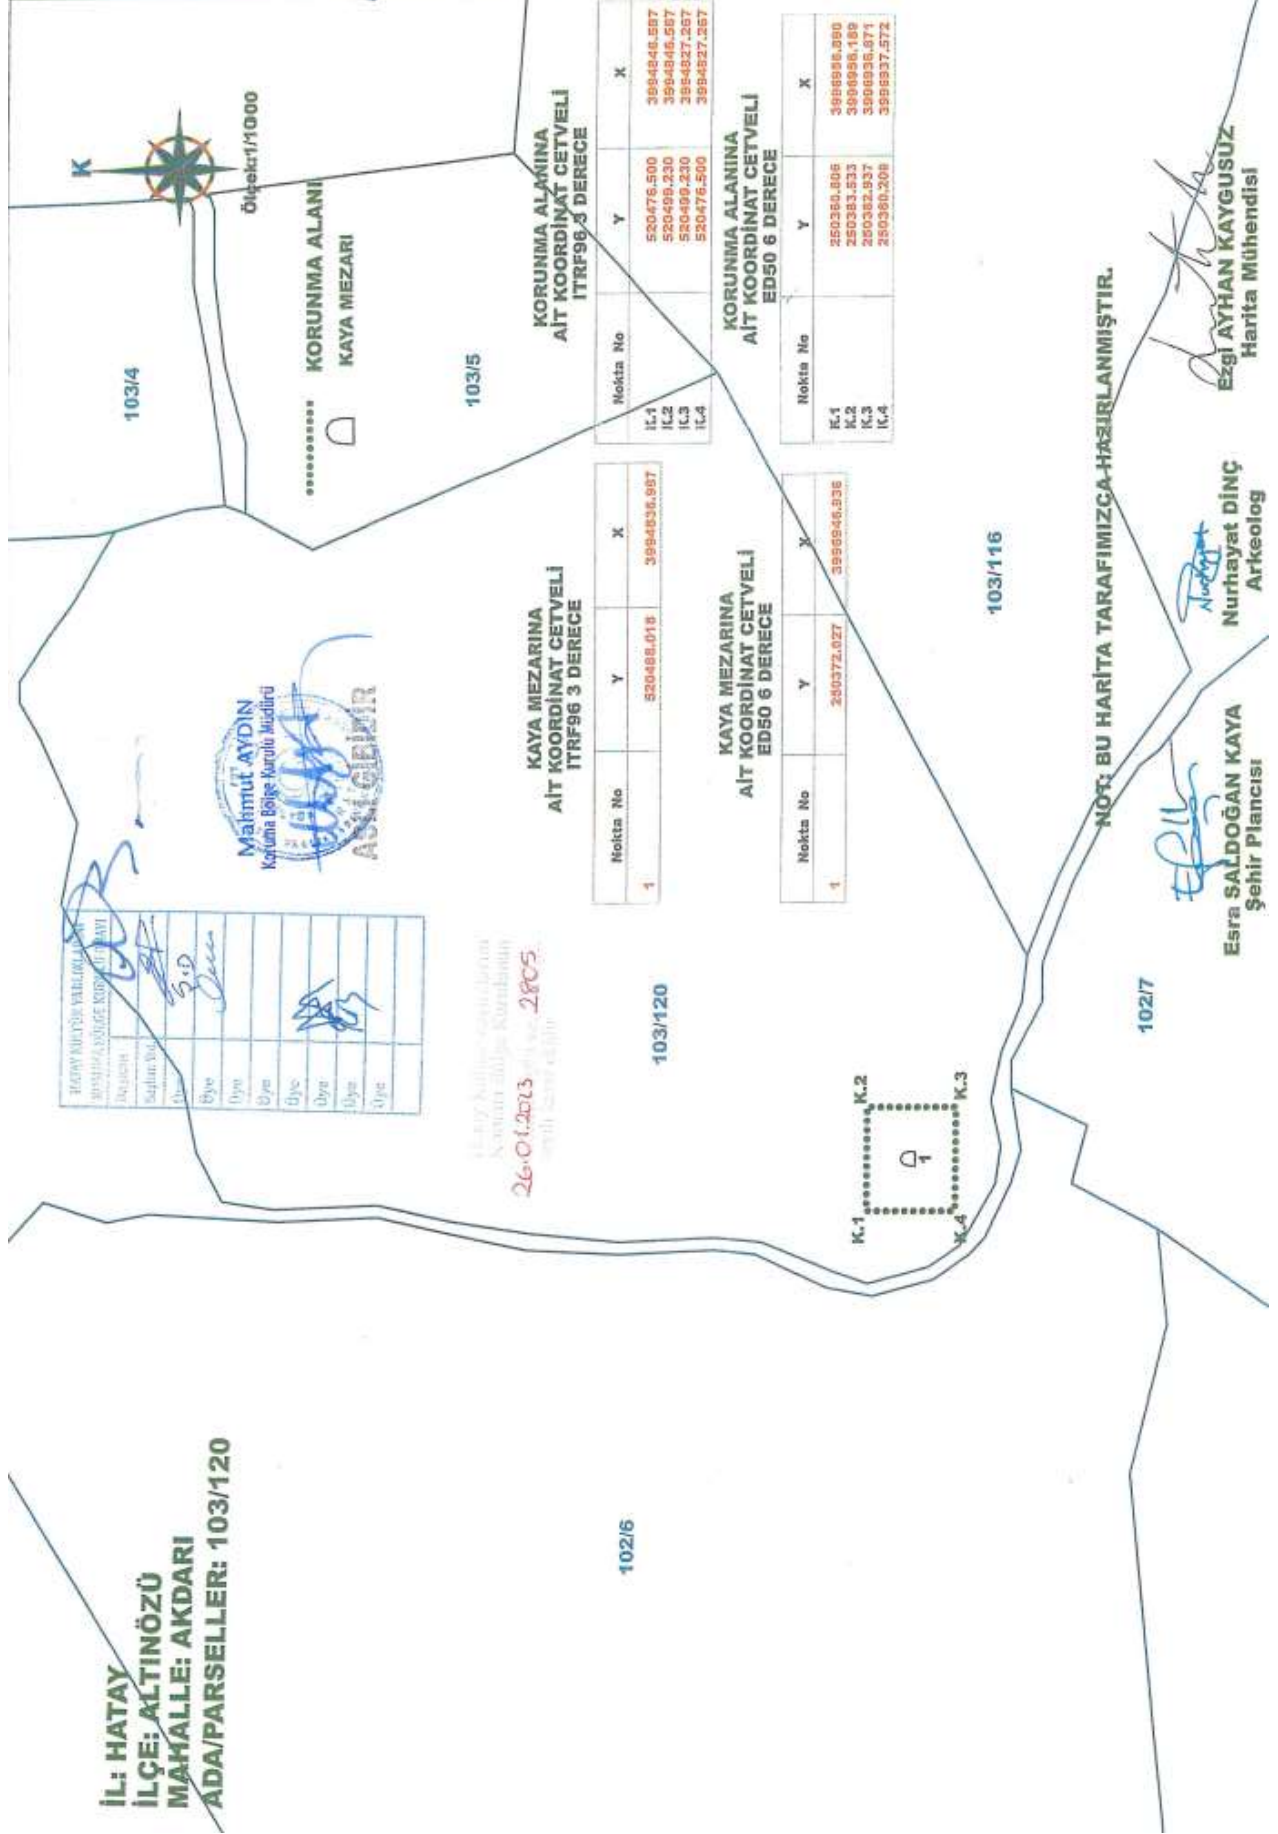 İL: HATAY
İLÇE: ALTINÖZÜ
MAHALLE: AKDARI
ADA/PARSELLER: 103/120
K
Ölçek:1/1000
KORUNMA ALANI
KAYA MEZARI
103/4
103/5
Başkan
Üye
Üye
Üye
Üye
Üye
Üye
Üye
Mahmut AYDIN
Koruma Bölge Kurulu Müdürü
ASLI GİBİDİR
26.01.2023
2805
KAYA MEZARINA
AİT KOORDİNAT CETVELİ
ITRF96 3 DERECE
Nokta No Y X
1 520488.018 3994836.987
KORUNMA ALANINA
AİT KOORDİNAT CETVELİ
ITRF96 3 DERECE
Nokta No Y X
K.1 520476.500 3994846.587
K.2 520499.230 3994846.587
K.3 520499.230 3994827.267
K.4 520476.500 3994827.267
KAYA MEZARINA
AİT KOORDİNAT CETVELİ
ED50 6 DERECE
Nokta No Y X
1 250372.027 3996946.936
KORUNMA ALANINA
AİT KOORDİNAT CETVELİ
ED50 6 DERECE
Nokta No Y X
K.1 250360.806
K.2 250383.533 3996956.189
K.3 250382.937 3996936.871
K.4 250360.209 3996937.572
102/6
103/120
103/116
102/7
K.1
K.2
K.3
K.4
1
NOT: BU HARİTA TARAFIMIZCA HAZIRLANMIŞTIR.
Esra SALDOĞAN KAYA
Şehir Plancısı
Nurhayat DİNÇ
Arkeolog
Ezgi AYHAN KAYGUSUZ
Harita Mühendisi